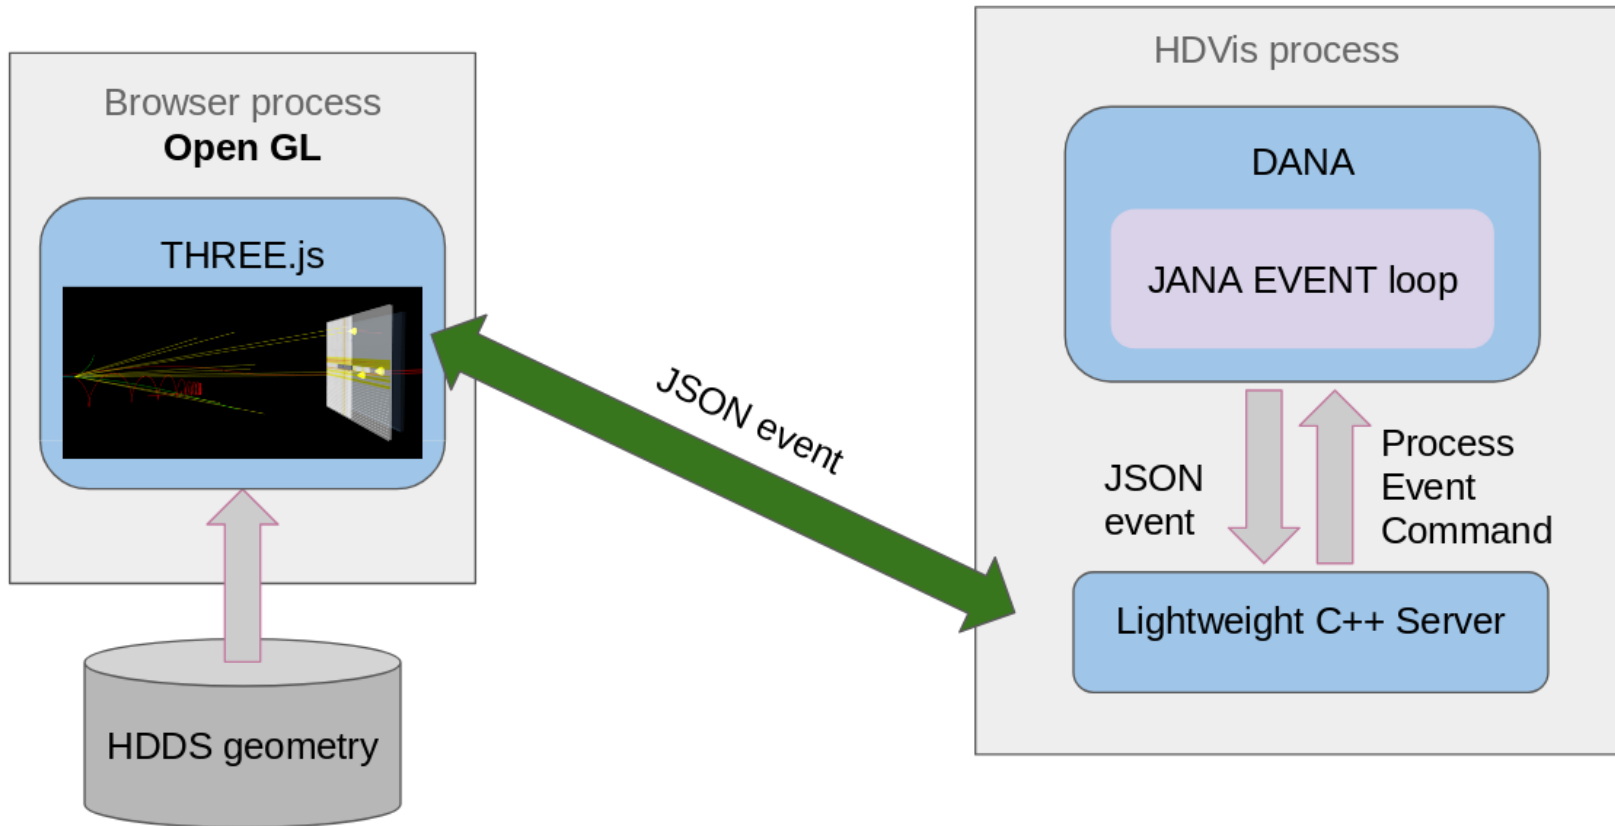 Browser process
Open GL
THREE.js
HDDS geometry
JSON event
HDVis process
DANA
JANA EVENT loop
JSON
event
Process
Event
Command
Lightweight C++ Server